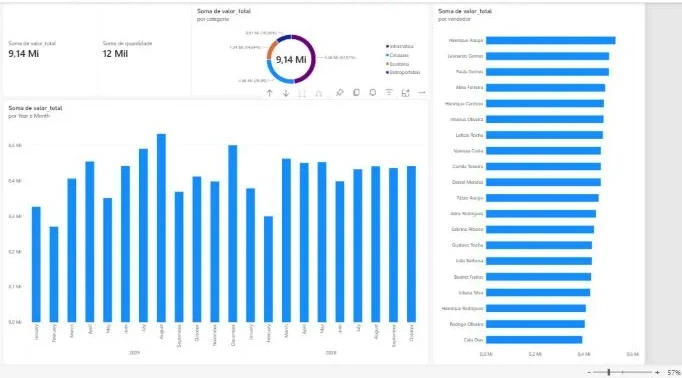 Soma de valor_total
9,14 Mi
Soma de quantidade
12 Mil
Soma de valor_total
por categoria
9,14 Mi
Informática
Celulares
Escritório
Eletroportáteis
Soma de valor_total
por Year e Month
0,5 Mi
0,4 Mi
0,3 Mi
0,2 Mi
0,1 Mi
0,0 Mi
January
February
March
April
May
June
July
August
September
October
November
December
January
February
March
April
May
June
July
August
September
October
2025
Soma de valor_total
por vendedor
Henrique Araujo
Leonardo Gomes
Paulo Gomes
Aline Ferreira
Henrique Cardoso
Vinicius Oliveira
Leticia Rocha
Vanessa Costa
Camila Teixeira
Daniel Mendes
Fabio Araujo
Aline Rodrigues
Sabrina Ribeiro
Gustavo Rocha
João Barbosa
Beatriz Freitas
Juliana Silva
Henrique Rodrigues
Rodrigo Oliveira
Caio Dias
0,0 Mi
0,2 Mi
0,4 Mi
0,6 Mi
57%